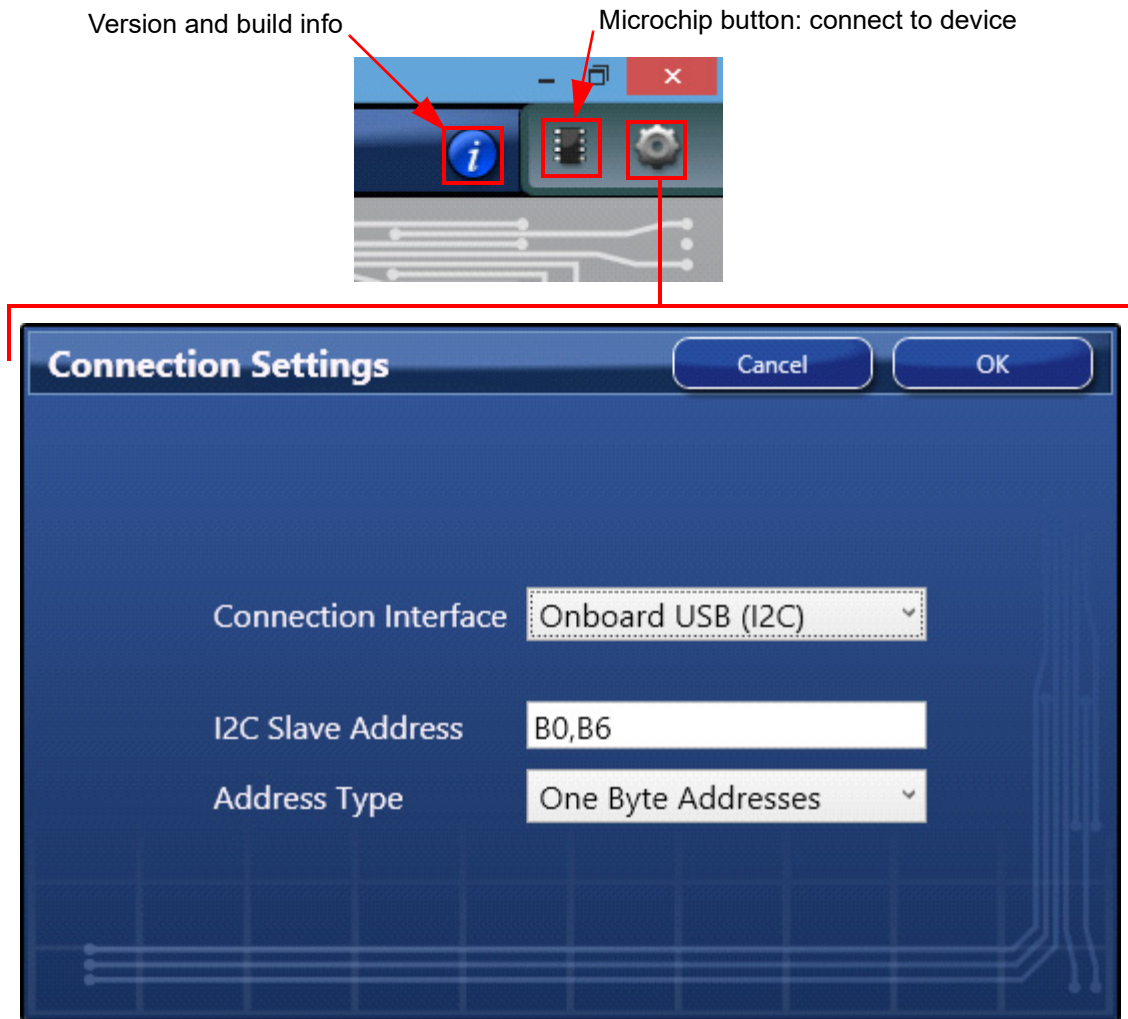 Version and build info
Microchip button: connect to device
i
Connection Settings
Cancel
OK
Connection Interface
Onboard USB (I2C)
I2C Slave Address
B0,B6
Address Type
One Byte Addresses